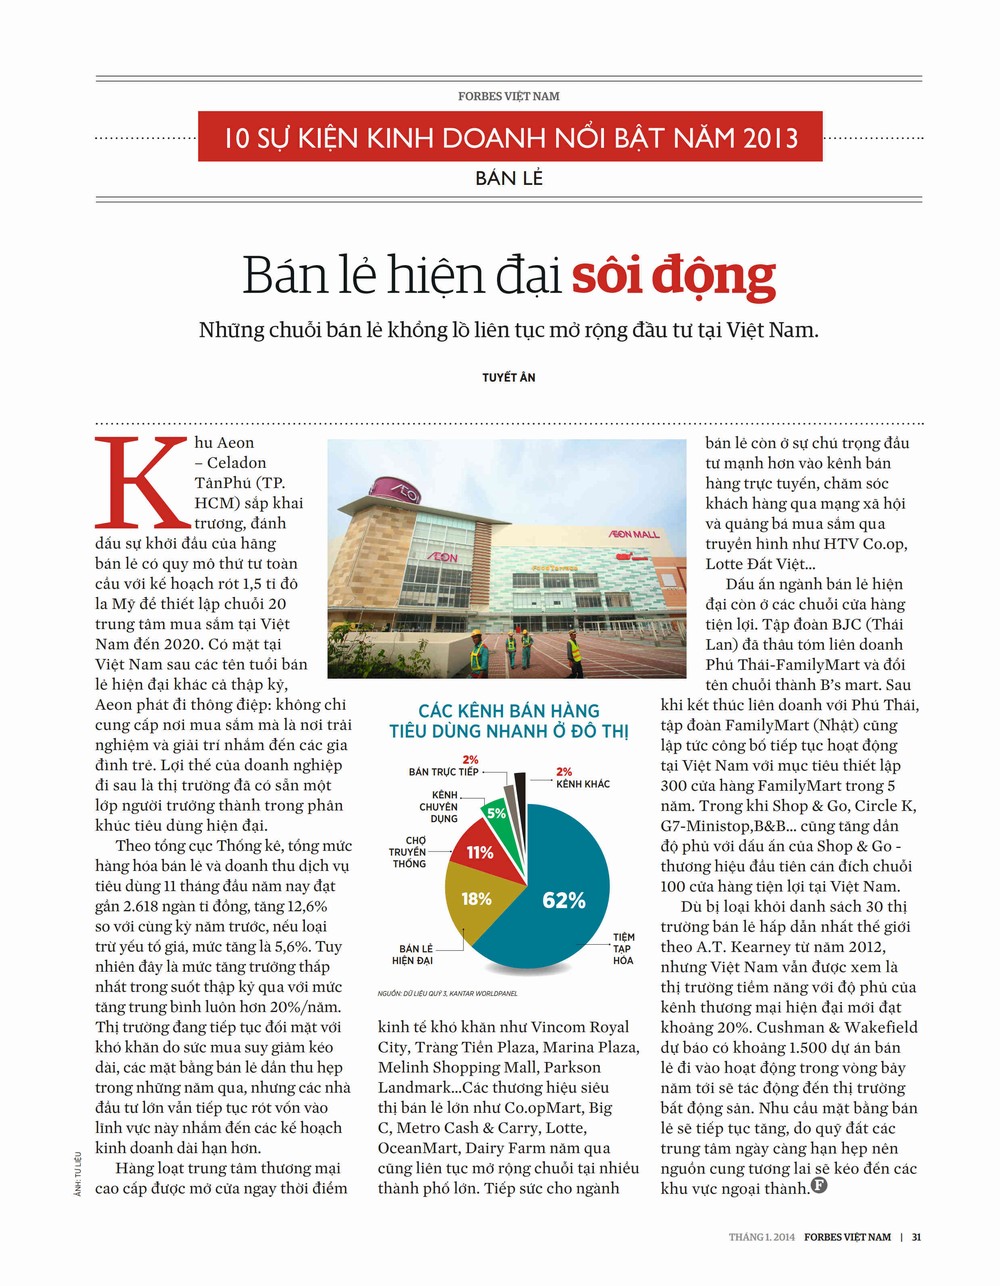 FORBES VIỆT NAM
10 SỰ KIỆN KINH DOANH NỔI BẬT NĂM 2013
BÁN LẺ
Bán lẻ hiện đại sôi động
Những chuỗi bán lẻ khổng lồ liên tục mở rộng đầu tư tại Việt Nam.
TUYẾT ÂN
Khu Aeon
– Celadon
TânPhú (TP.
HCM) sắp khai
trương, đánh
dấu sự khởi đầu của hãng
bán lẻ có quy mô thứ tư toàn
cầu với kế hoạch rót 1,5 tỉ đô
la Mỹ để thiết lập chuỗi 20
trung tâm mua sắm tại Việt
Nam đến 2020. Có mặt tại
Việt Nam sau các tên tuổi bán
lẻ hiện đại khác cả thập kỷ,
Aeon phát đi thông điệp: không chỉ
cung cấp nơi mua sắm mà là nơi trải
nghiệm và giải trí nhắm đến các gia
đình trẻ. Lợi thế của doanh nghiệp
đi sau là thị trường đã có sẵn một
lớp người trưởng thành trong phân
khúc tiêu dùng hiện đại.
Theo tổng cục Thống kê, tổng mức
hàng hóa bán lẻ và doanh thu dịch vụ
tiêu dùng 11 tháng đầu năm nay đạt
gần 2.618 ngàn tỉ đồng, tăng 12,6%
so với cùng kỳ năm trước, nếu loại
trừ yếu tố giá, mức tăng là 5,6%. Tuy
nhiên đây là mức tăng trưởng thấp
nhất trong suốt thập kỷ qua với mức
tăng trung bình luôn hơn 20%/năm.
Thị trường đang tiếp tục đối mặt với
khó khăn do sức mua suy giảm kéo
dài, các mặt bằng bán lẻ dần thu hẹp
trong những năm qua, nhưng các nhà
đầu tư lớn vẫn tiếp tục rót vốn vào
lĩnh vực này nhắm đến các kế hoạch
kinh doanh dài hạn hơn.
Hàng loạt trung tâm thương mại
cao cấp được mở cửa ngay thời điểm
ẢNH: TƯ LIỆU
ÆON
ÆON
ÆON MALL
CÁC KÊNH BÁN HÀNG
TIÊU DÙNG NHANH Ở ĐÔ THỊ
2%
BÁN TRỰC TIẾP
2%
KÊNH KHÁC
KÊNH
CHUYÊN
DỤNG
5%
CHỢ
TRUYỀN
THỐNG
11%
18%
62%
BÁN LẺ
HIỆN ĐẠI
TIỆM
TẠP
HÓA
NGUỒN: DỮ LIỆU QUÝ 3, KANTAR WORLDPANEL
kinh tế khó khăn như Vincom Royal
City, Tràng Tiền Plaza, Marina Plaza,
Melinh Shopping Mall, Parkson
Landmark...Các thương hiệu siêu
thị bán lẻ lớn như Co.opMart, Big
C, Metro Cash & Carry, Lotte,
OceanMart, Dairy Farm năm qua
cũng liên tục mở rộng chuỗi tại nhiều
thành phố lớn. Tiếp sức cho ngành
bán lẻ còn ở sự chú trọng đầu
tư mạnh hơn vào kênh bán
hàng trực tuyến, chăm sóc
khách hàng qua mạng xã hội
và quảng bá mua sắm qua
truyền hình như HTV Co.op,
Lotte Đất Việt...
Dấu ấn ngành bán lẻ hiện
đại còn ở các chuỗi cửa hàng
tiện lợi. Tập đoàn BJC (Thái
Lan) đã thâu tóm liên doanh
Phú Thái-FamilyMart và đổi
tên chuỗi thành B's mart. Sau
khi kết thúc liên doanh với Phú Thái,
tập đoàn FamilyMart (Nhật) cũng
lập tức công bố tiếp tục hoạt động
tại Việt Nam với mục tiêu thiết lập
300 cửa hàng FamilyMart trong 5
năm. Trong khi Shop & Go, Circle K,
G7-Ministop,B&B... cũng tăng dần
độ phủ với dấu ấn của Shop & Go -
thương hiệu đầu tiên cán đích chuỗi
100 cửa hàng tiện lợi tại Việt Nam.
Dù bị loại khỏi danh sách 30 thị
trường bán lẻ hấp dẫn nhất thế giới
theo A.T. Kearney từ năm 2012,
nhưng Việt Nam vẫn được xem là
thị trường tiềm năng với độ phủ của
kênh thương mại hiện đại mới đạt
khoảng 20%. Cushman & Wakefield
dự báo có khoảng 1.500 dự án bán
lẻ đi vào hoạt động trong vòng bảy
năm tới sẽ tác động đến thị trường
bất động sản. Nhu cầu mặt bằng bán
lẻ sẽ tiếp tục tăng, do quỹ đất các
trung tâm ngày càng hạn hẹp nên
nguồn cung tương lai sẽ kéo đến các
khu vực ngoại thành. F
THÁNG 1. 2014 FORBES VIỆT NAM | 31